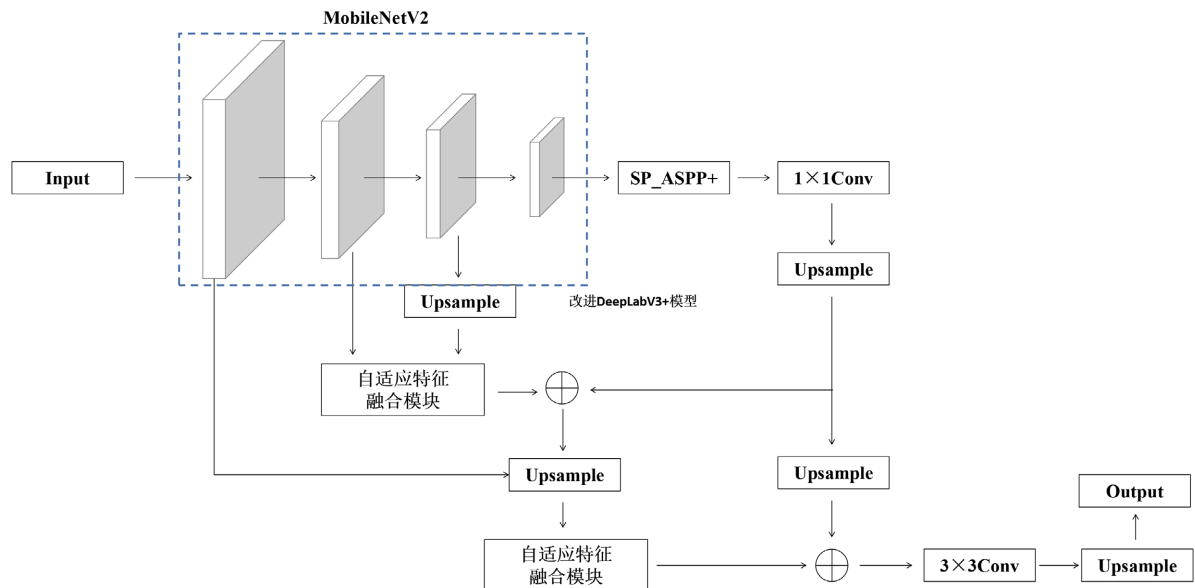 MobileNetV2
Input
SP_ASPP+
1×1Conv
Upsample
Upsample
改进DeepLabV3+模型
自适应特征
融合模块
Upsample
Upsample
Output
自适应特征
融合模块
3×3Conv
Upsample